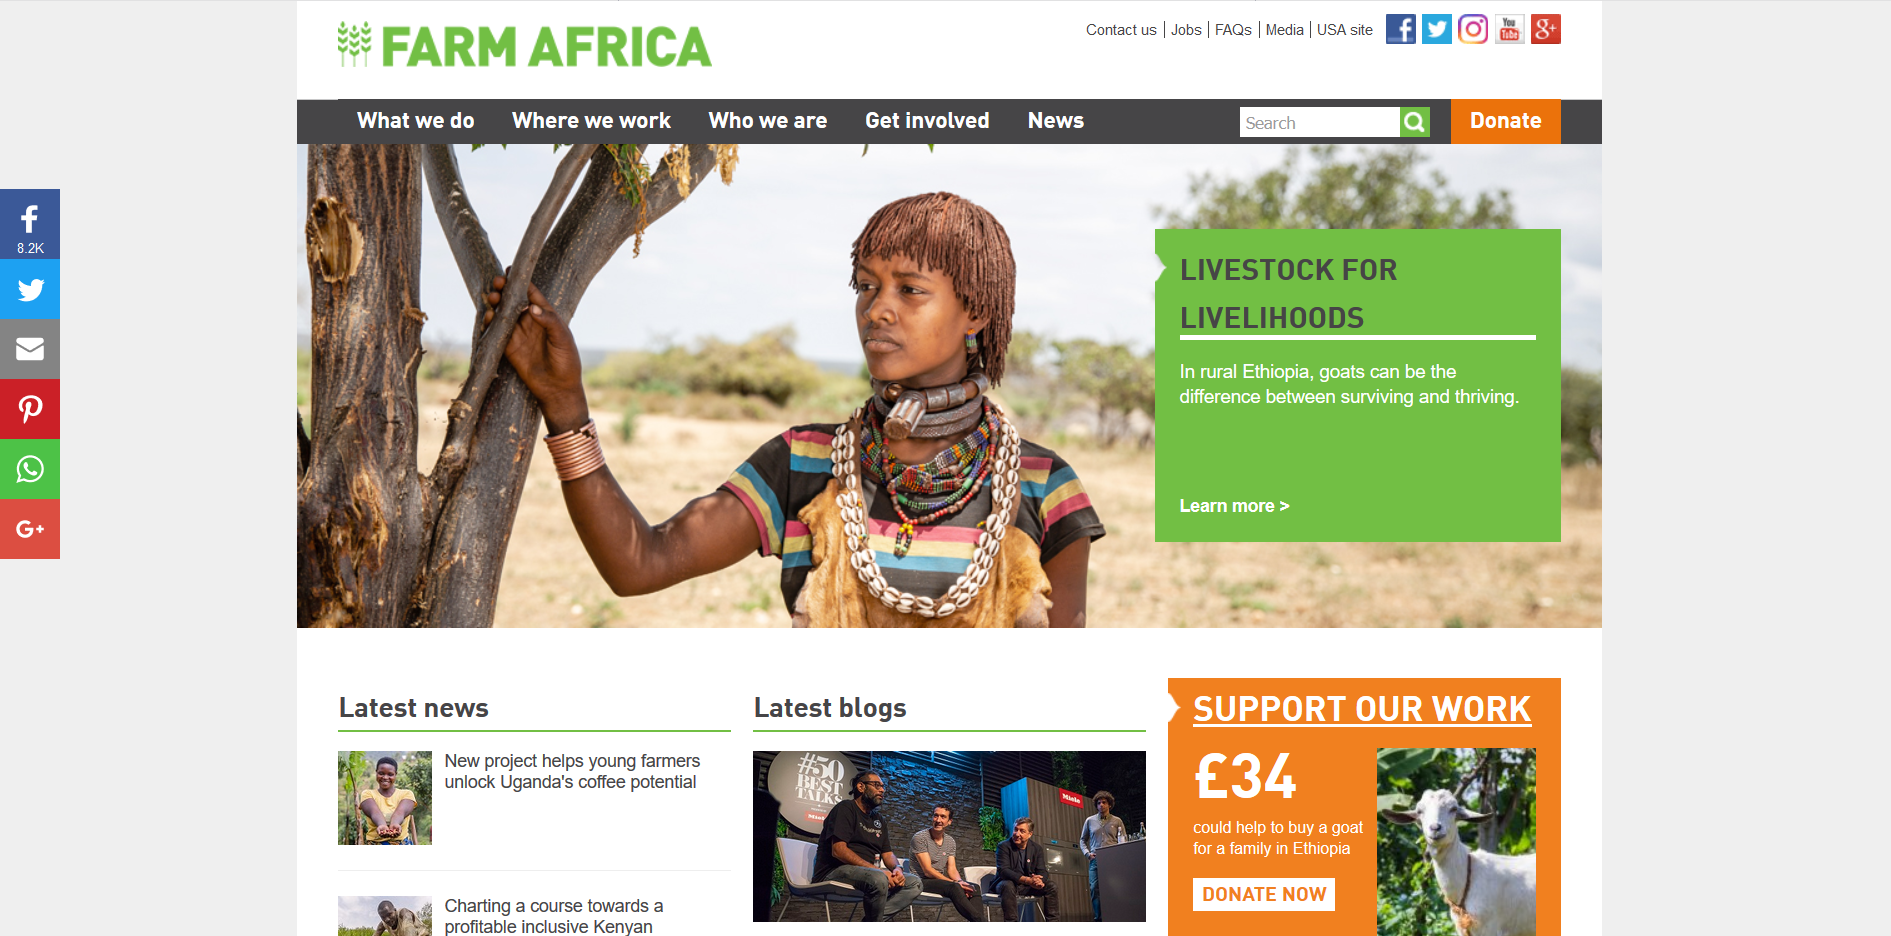 FARM AFRICA
Contact us | Jobs | FAQs | Media | USA site
You
Tube
g+
What we do
Where we work
Who we are
Get involved
News
Search
Donate
f
8.2K
G+
LIVESTOCK FOR
LIVELIHOODS
In rural Ethiopia, goats can be the
difference between surviving and thriving.
Learn more >
Latest news
New project helps young farmers
unlock Uganda's coffee potential
Charting a course towards a
profitable inclusive Kenyan
Latest blogs
#50
BEST
TALKS
Miele
Miele
SUPPORT OUR WORK
£34
could help to buy a goat
for a family in Ethiopia
DONATE NOW